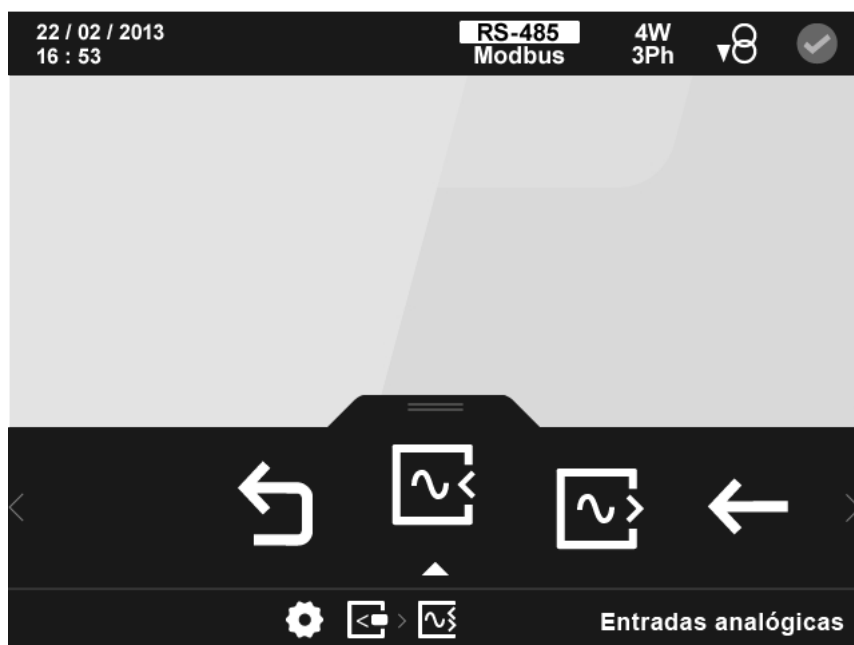 22 / 02 / 2013
16 : 53
RS-485
Modbus
4W
3Ph
Entradas analógicas